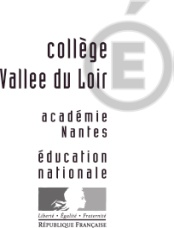 collège
Vallee du Loir
académie
Nantes
éducation
nationale
Liberté • Égalité • Fraternité
RÉPUBLIQUE FRANÇAISE